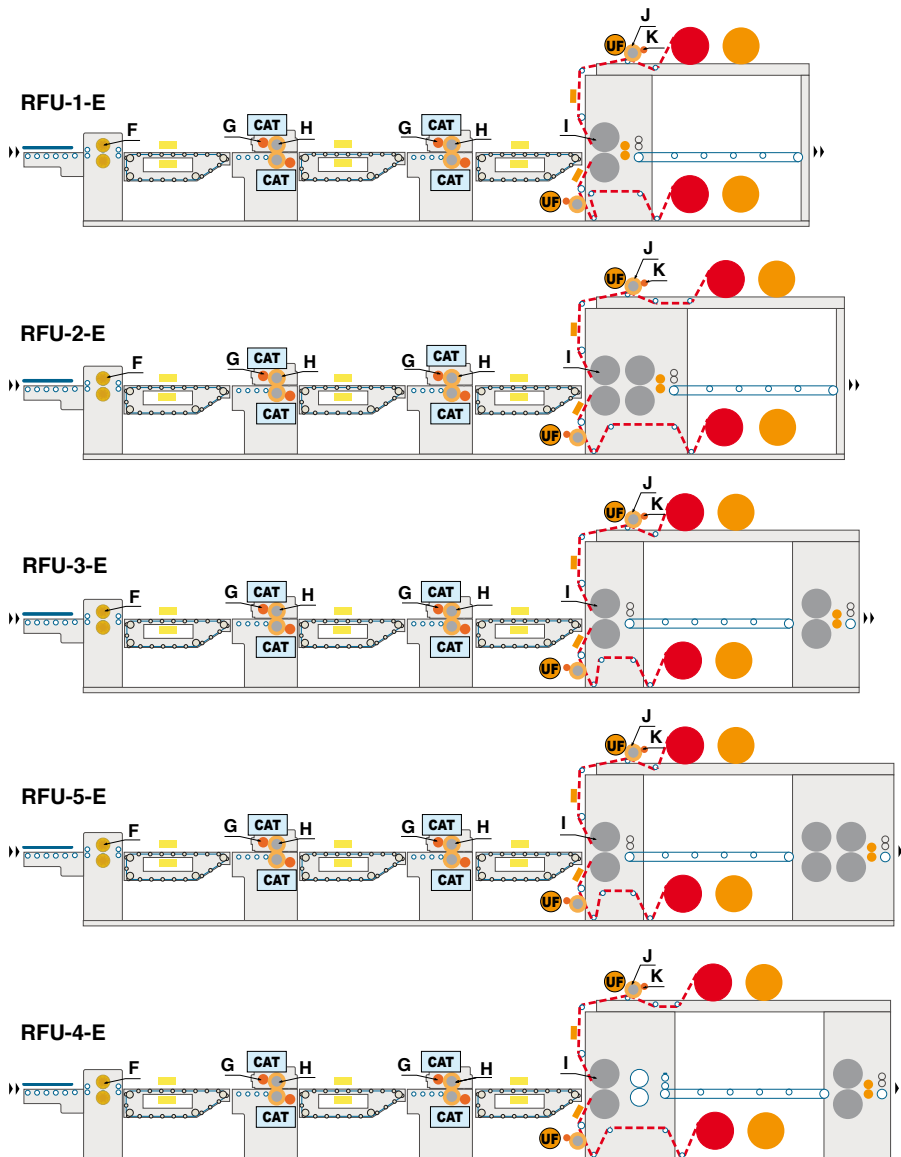 J
UF
K
RFU-1-E
F
G
CAT
H
G
CAT
H
I
CAT
CAT
UF
J
UF
K
RFU-2-E
F
G
CAT
H
G
CAT
H
I
CAT
CAT
UF
J
UF
K
RFU-3-E
F
G
CAT
H
G
CAT
H
I
CAT
CAT
UF
J
UF
K
RFU-5-E
F
G
CAT
H
G
CAT
H
I
CAT
CAT
UF
J
UF
K
RFU-4-E
F
G
CAT
H
G
CAT
H
I
CAT
CAT
UF